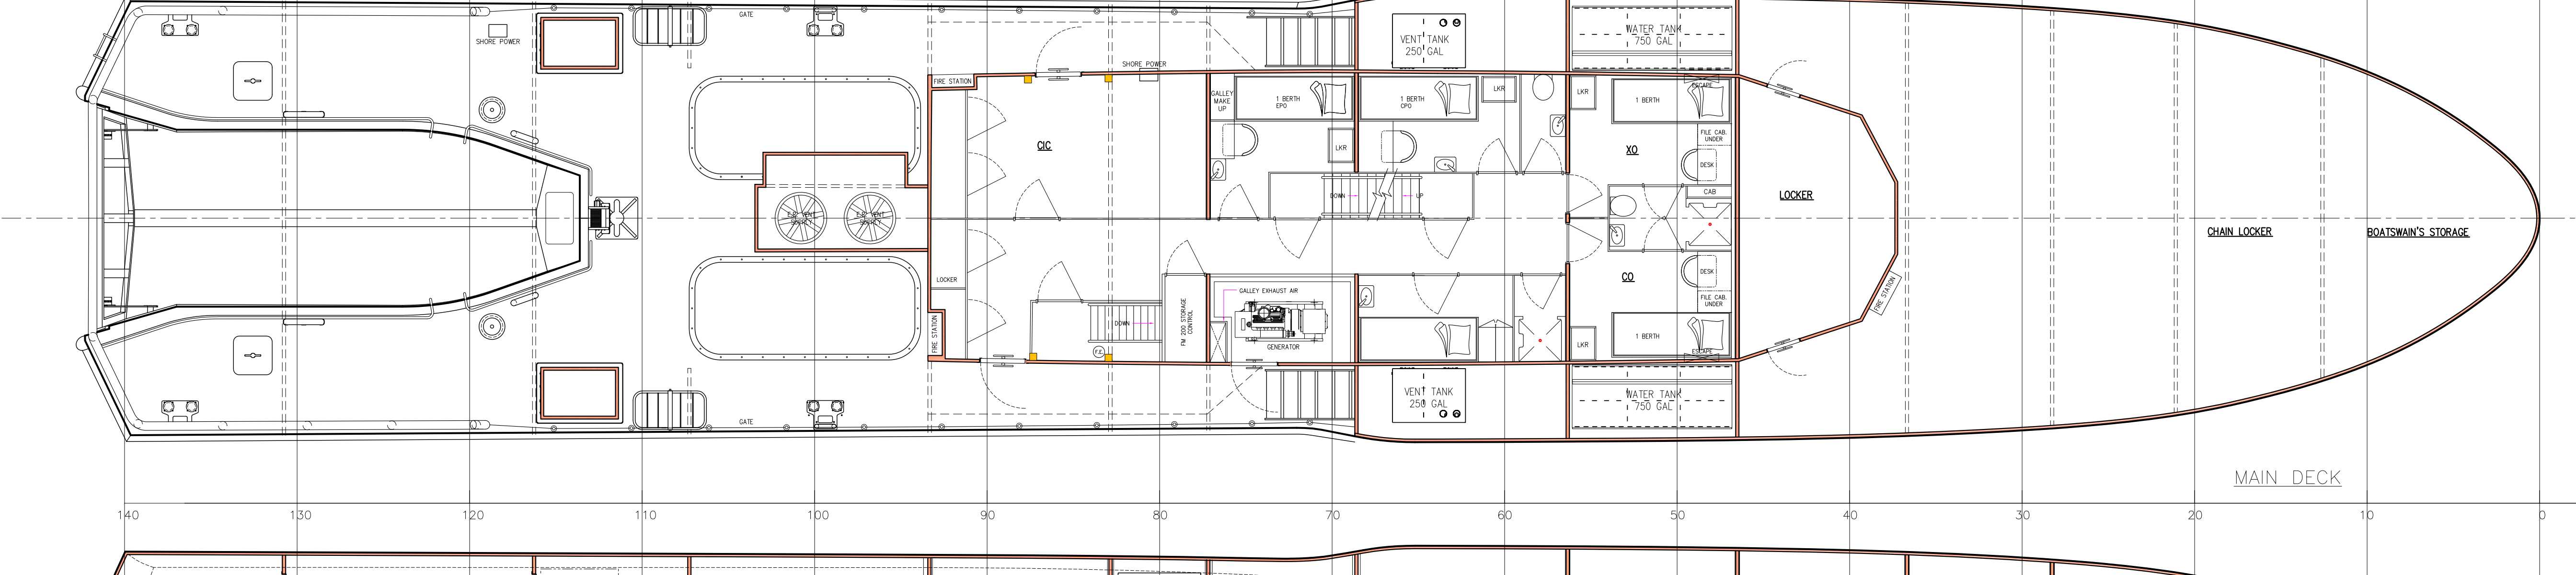 GATE
SHORE POWER
VENT TANK
250 GAL
WATER TANK
750 GAL
SHORE POWER
FIRE STATION
GALLEY
MAKE
UP
1 BERTH
EPO
1 BERTH
CPO
LKR
LKR
ESCAPE
1 BERTH
CIC
LKR
XO
FILE CAB.
UNDER
DESK
CAB
DOWN
UP
LOCKER
E.R. VENT
E.R. VENT
CHAIN LOCKER
BOATSWAIN'S STORAGE
LOCKER
CO
DESK
FILE CAB.
UNDER
FIRE STATION
GALLEY EXHAUST AIR
FM 200 STORAGE
CONTROL
DOWN
FIRE STATION
GENERATOR
F.E.
LKR
1 BERTH
ESCAPE
VENT TANK
250 GAL
WATER TANK
750 GAL
GATE
MAIN DECK
140
130
120
110
100
90
80
70
60
50
40
30
20
10
0